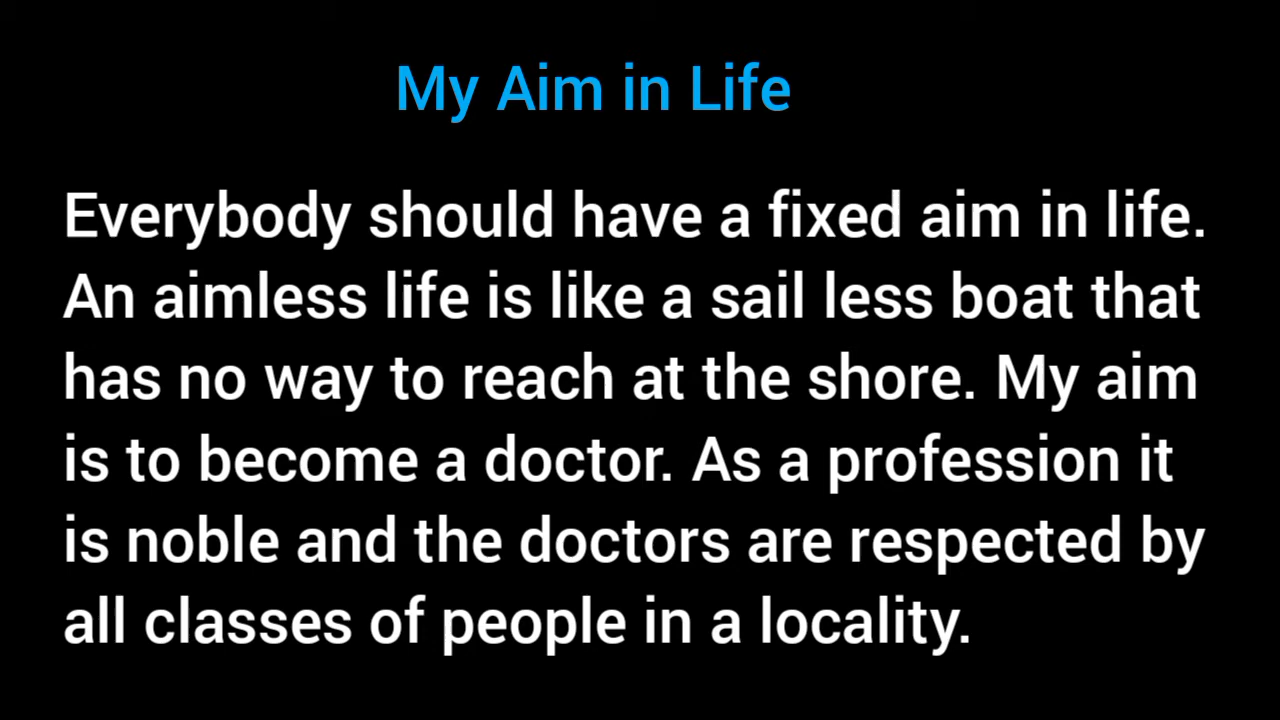 My Aim in Life
Everybody should have a fixed aim in life.
An aimless life is like a sail less boat that
has no way to reach at the shore. My aim
is to become a doctor. As a profession it
is noble and the doctors are respected by
all classes of people in a locality.